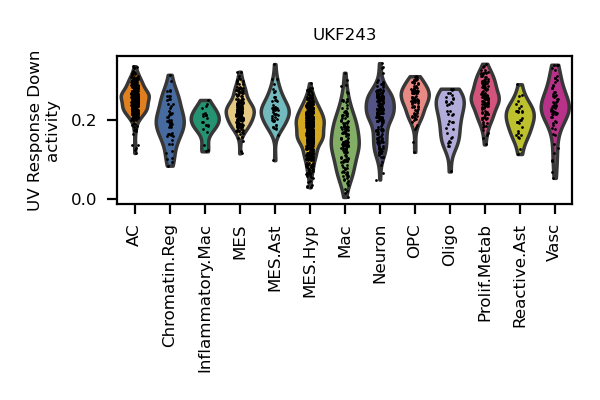 UKF243
UV Response Down
activity
0.2
0.0
AC
Chromatin.Reg
Inflammatory.Mac
MES
MES.Ast
MES.Hyp
Mac
Neuron
OPC
Oligo
Prolif.Metab
Reactive.Ast
Vasc